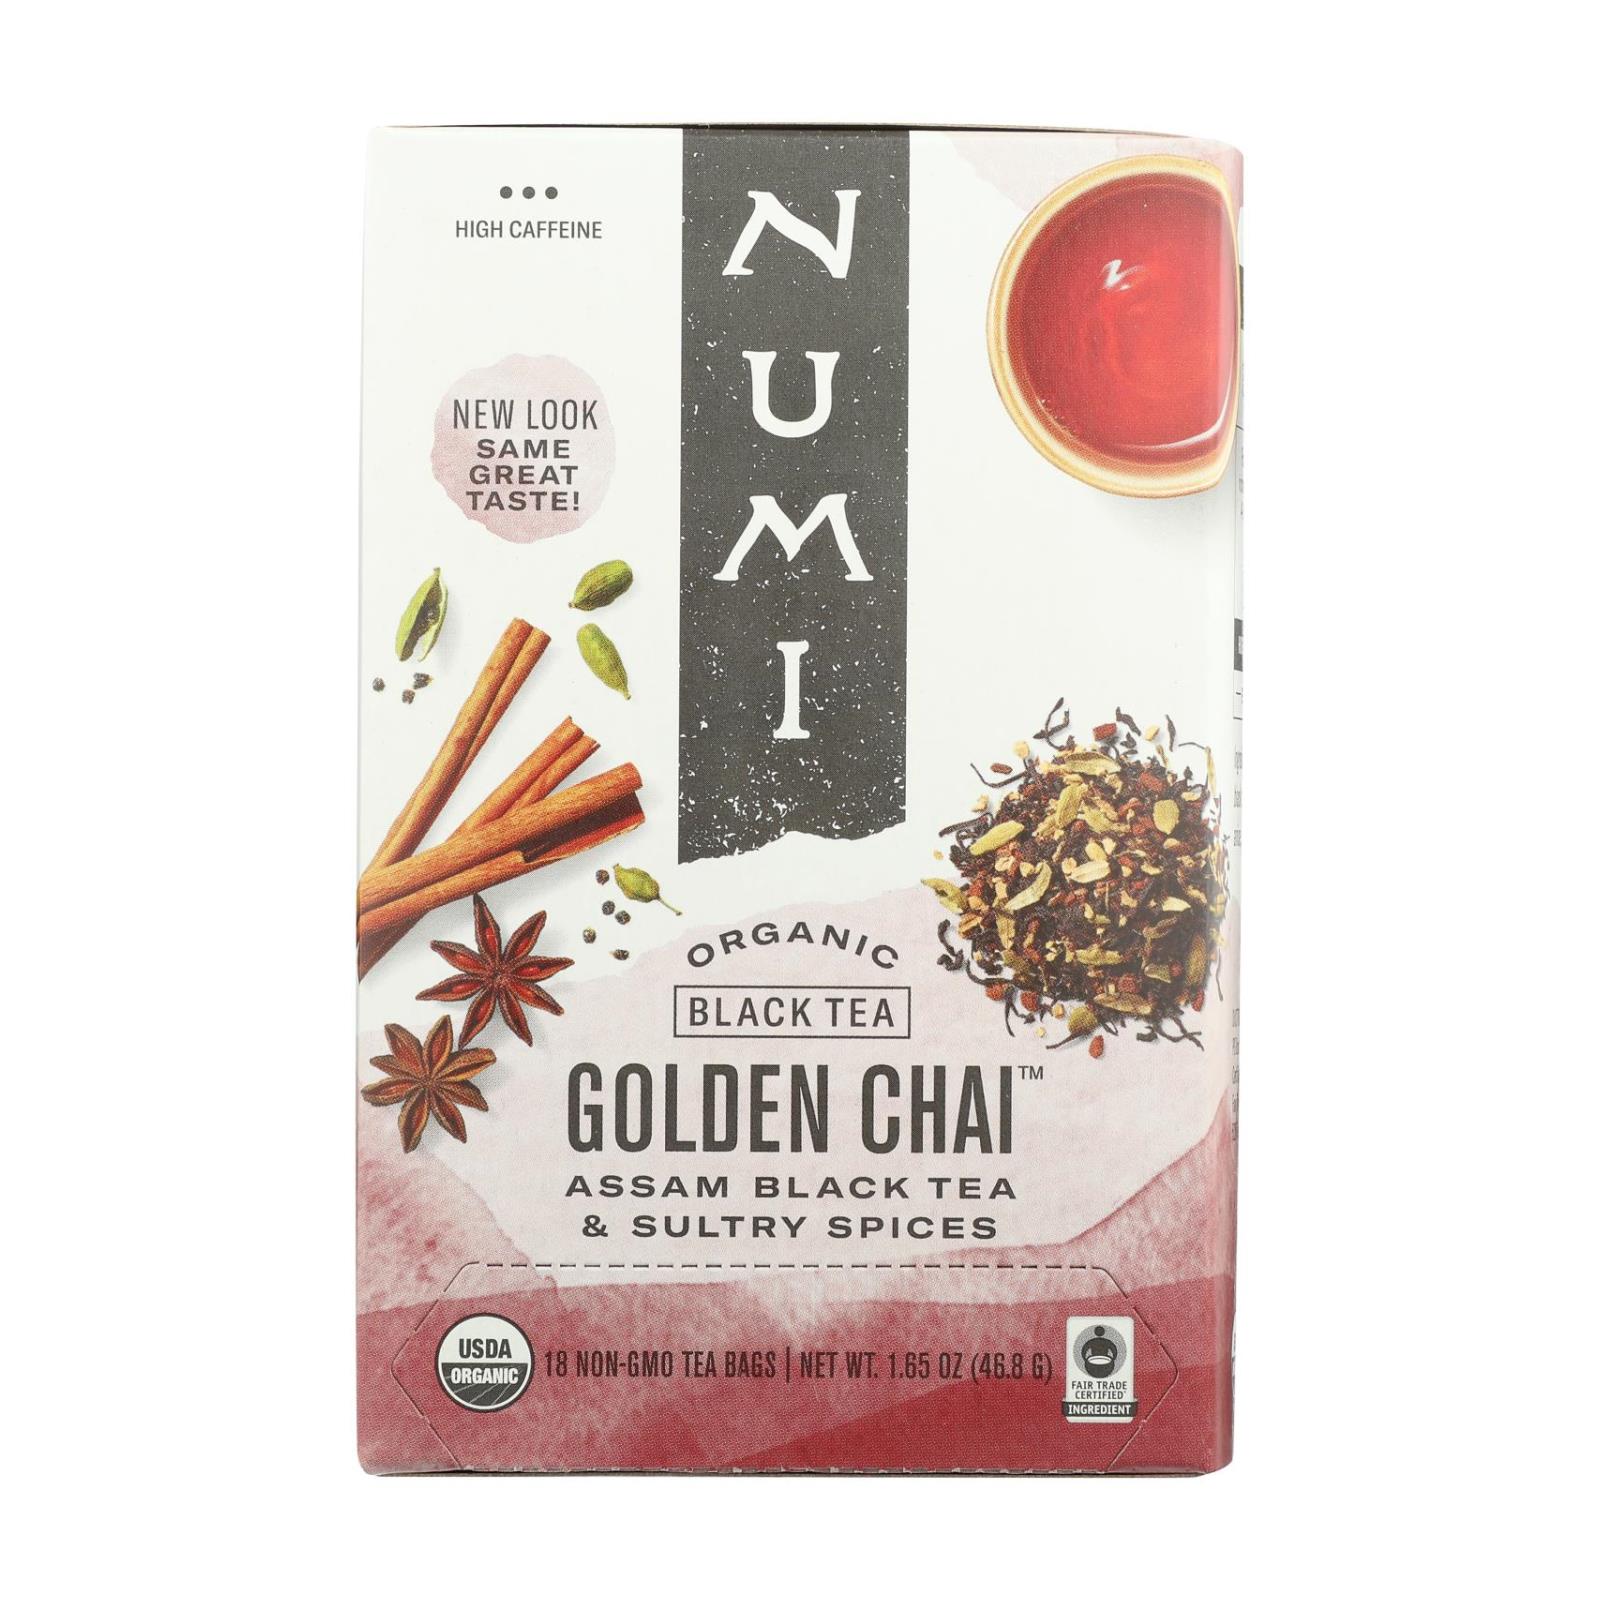 HIGH CAFFEINE
NUMI
NEW LOOK
SAME
GREAT
TASTE!
ORGANIC
BLACK TEA
GOLDEN CHAI™
ASSAM BLACK TEA
& SULTRY SPICES
USDA
ORGANIC
18 NON-GMO TEA BAGS | NET WT. 1.65 OZ (46.8 G)
FAIR TRADE
CERTIFIED
INGREDIENT